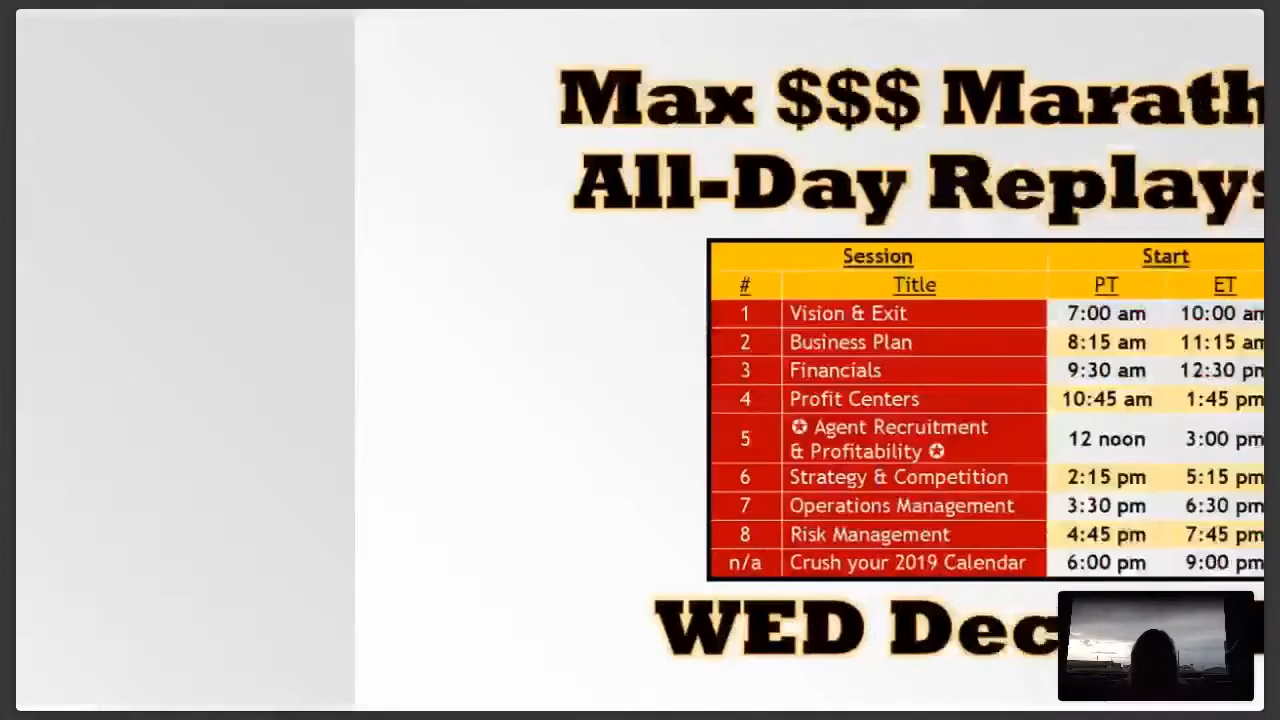 Max $$$ Marath
All-Day Replays
Session Start
# Title PT ET
1 Vision & Exit 7:00 am 10:00 am
2 Business Plan 8:15 am 11:15 am
3 Financials 9:30 am 12:30 pm
4 Profit Centers 10:45 am 1:45 pm
5 ✪ Agent Recruitment
& Profitability ✪ 12 noon 3:00 pm
6 Strategy & Competition 2:15 pm 5:15 pm
7 Operations Management 3:30 pm 6:30 pm
8 Risk Management 4:45 pm 7:45 pm
n/a Crush your 2019 Calendar 6:00 pm 9:00 pm
WED Dec